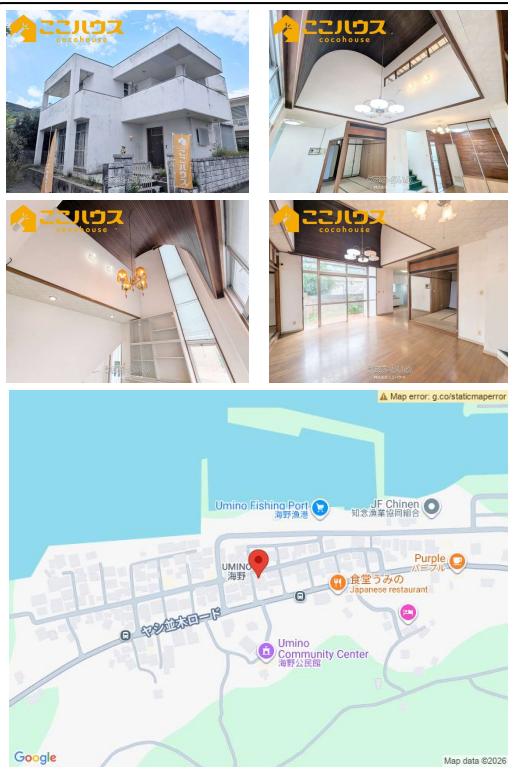 ここハウス
cocohouse
ここハウス
cocohouse
ここハウス
cocohouse
ここハウス
cocohouse
Map error: g.co/staticmaperror
Umino Fishing Port
海野漁港
JF Chinen
知念漁業協同組合
UMINO
海野
Purple
パープル
食堂うみの
Japanese restaurant
ヤシ並木ロード
Umino
Community Center
海野公民館
Google
Map data ©2026